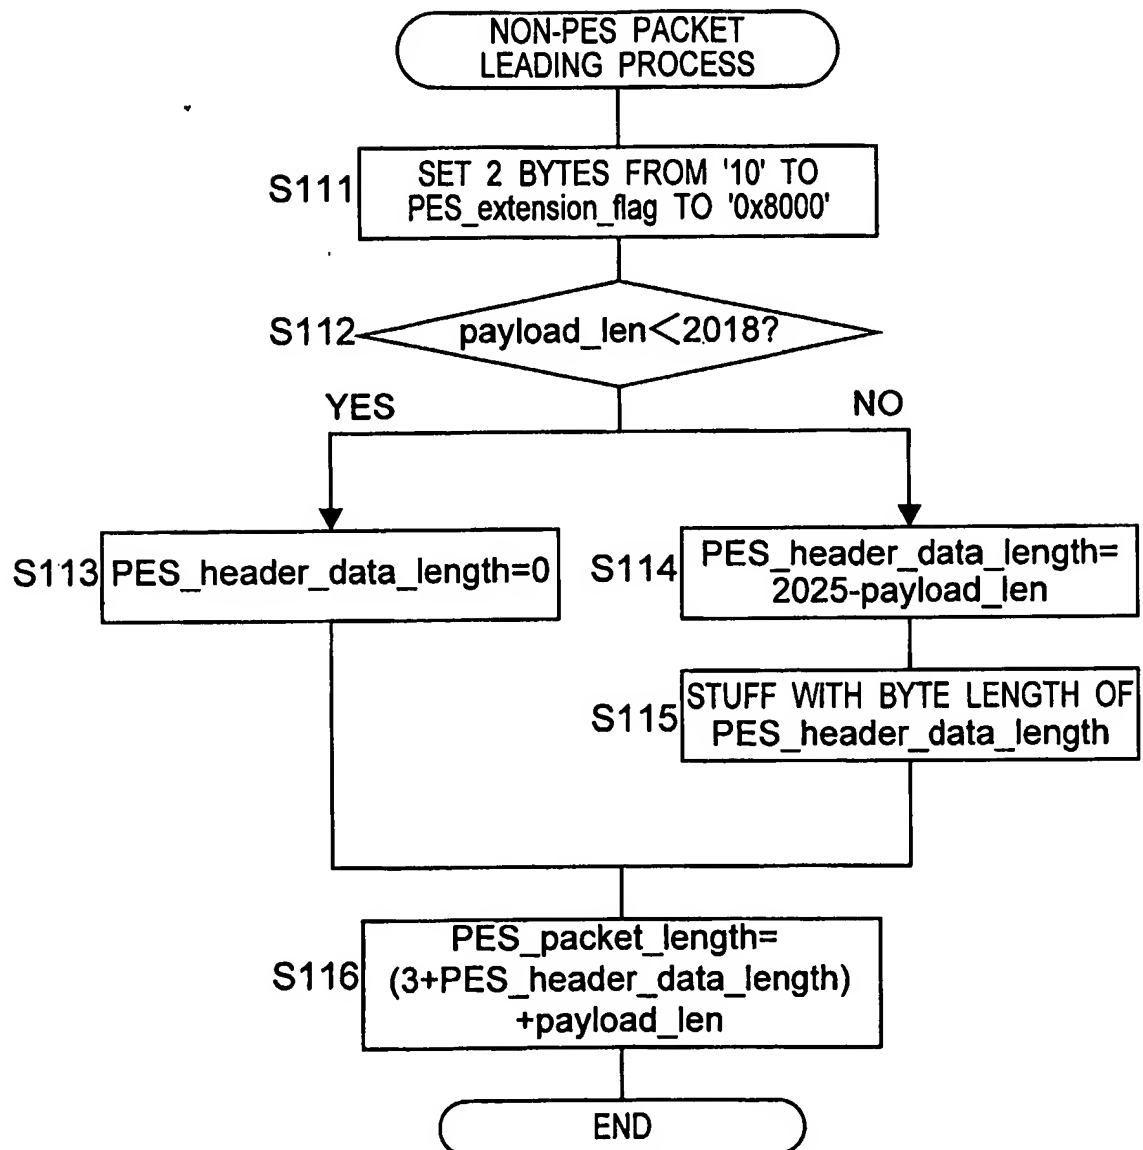 NON-PES PACKET
LEADING PROCESS
S111
SET 2 BYTES FROM '10' TO
PES_extension_flag TO '0x8000'
S112
payload_len<2018?
YES
NO
S113
PES_header_data_length=0
S114
PES_header_data_length=
2025-payload_len
S115
STUFF WITH BYTE LENGTH OF
PES_header_data_length
S116
PES_packet_length=
(3+PES_header_data_length)
+payload_len
END